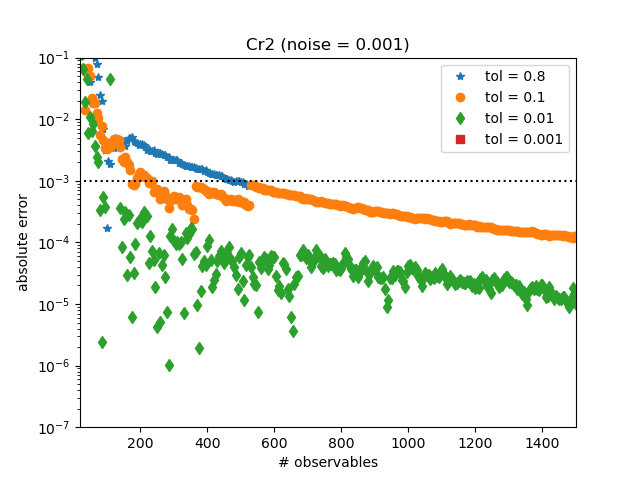 Cr2 (noise = 0.001)
tol = 0.8
tol = 0.1
tol = 0.01
tol = 0.001
absolute error
10⁻¹
10⁻²
10⁻³
10⁻⁴
10⁻⁵
10⁻⁶
10⁻⁷
200 400 600 800 1000 1200 1400
# observables